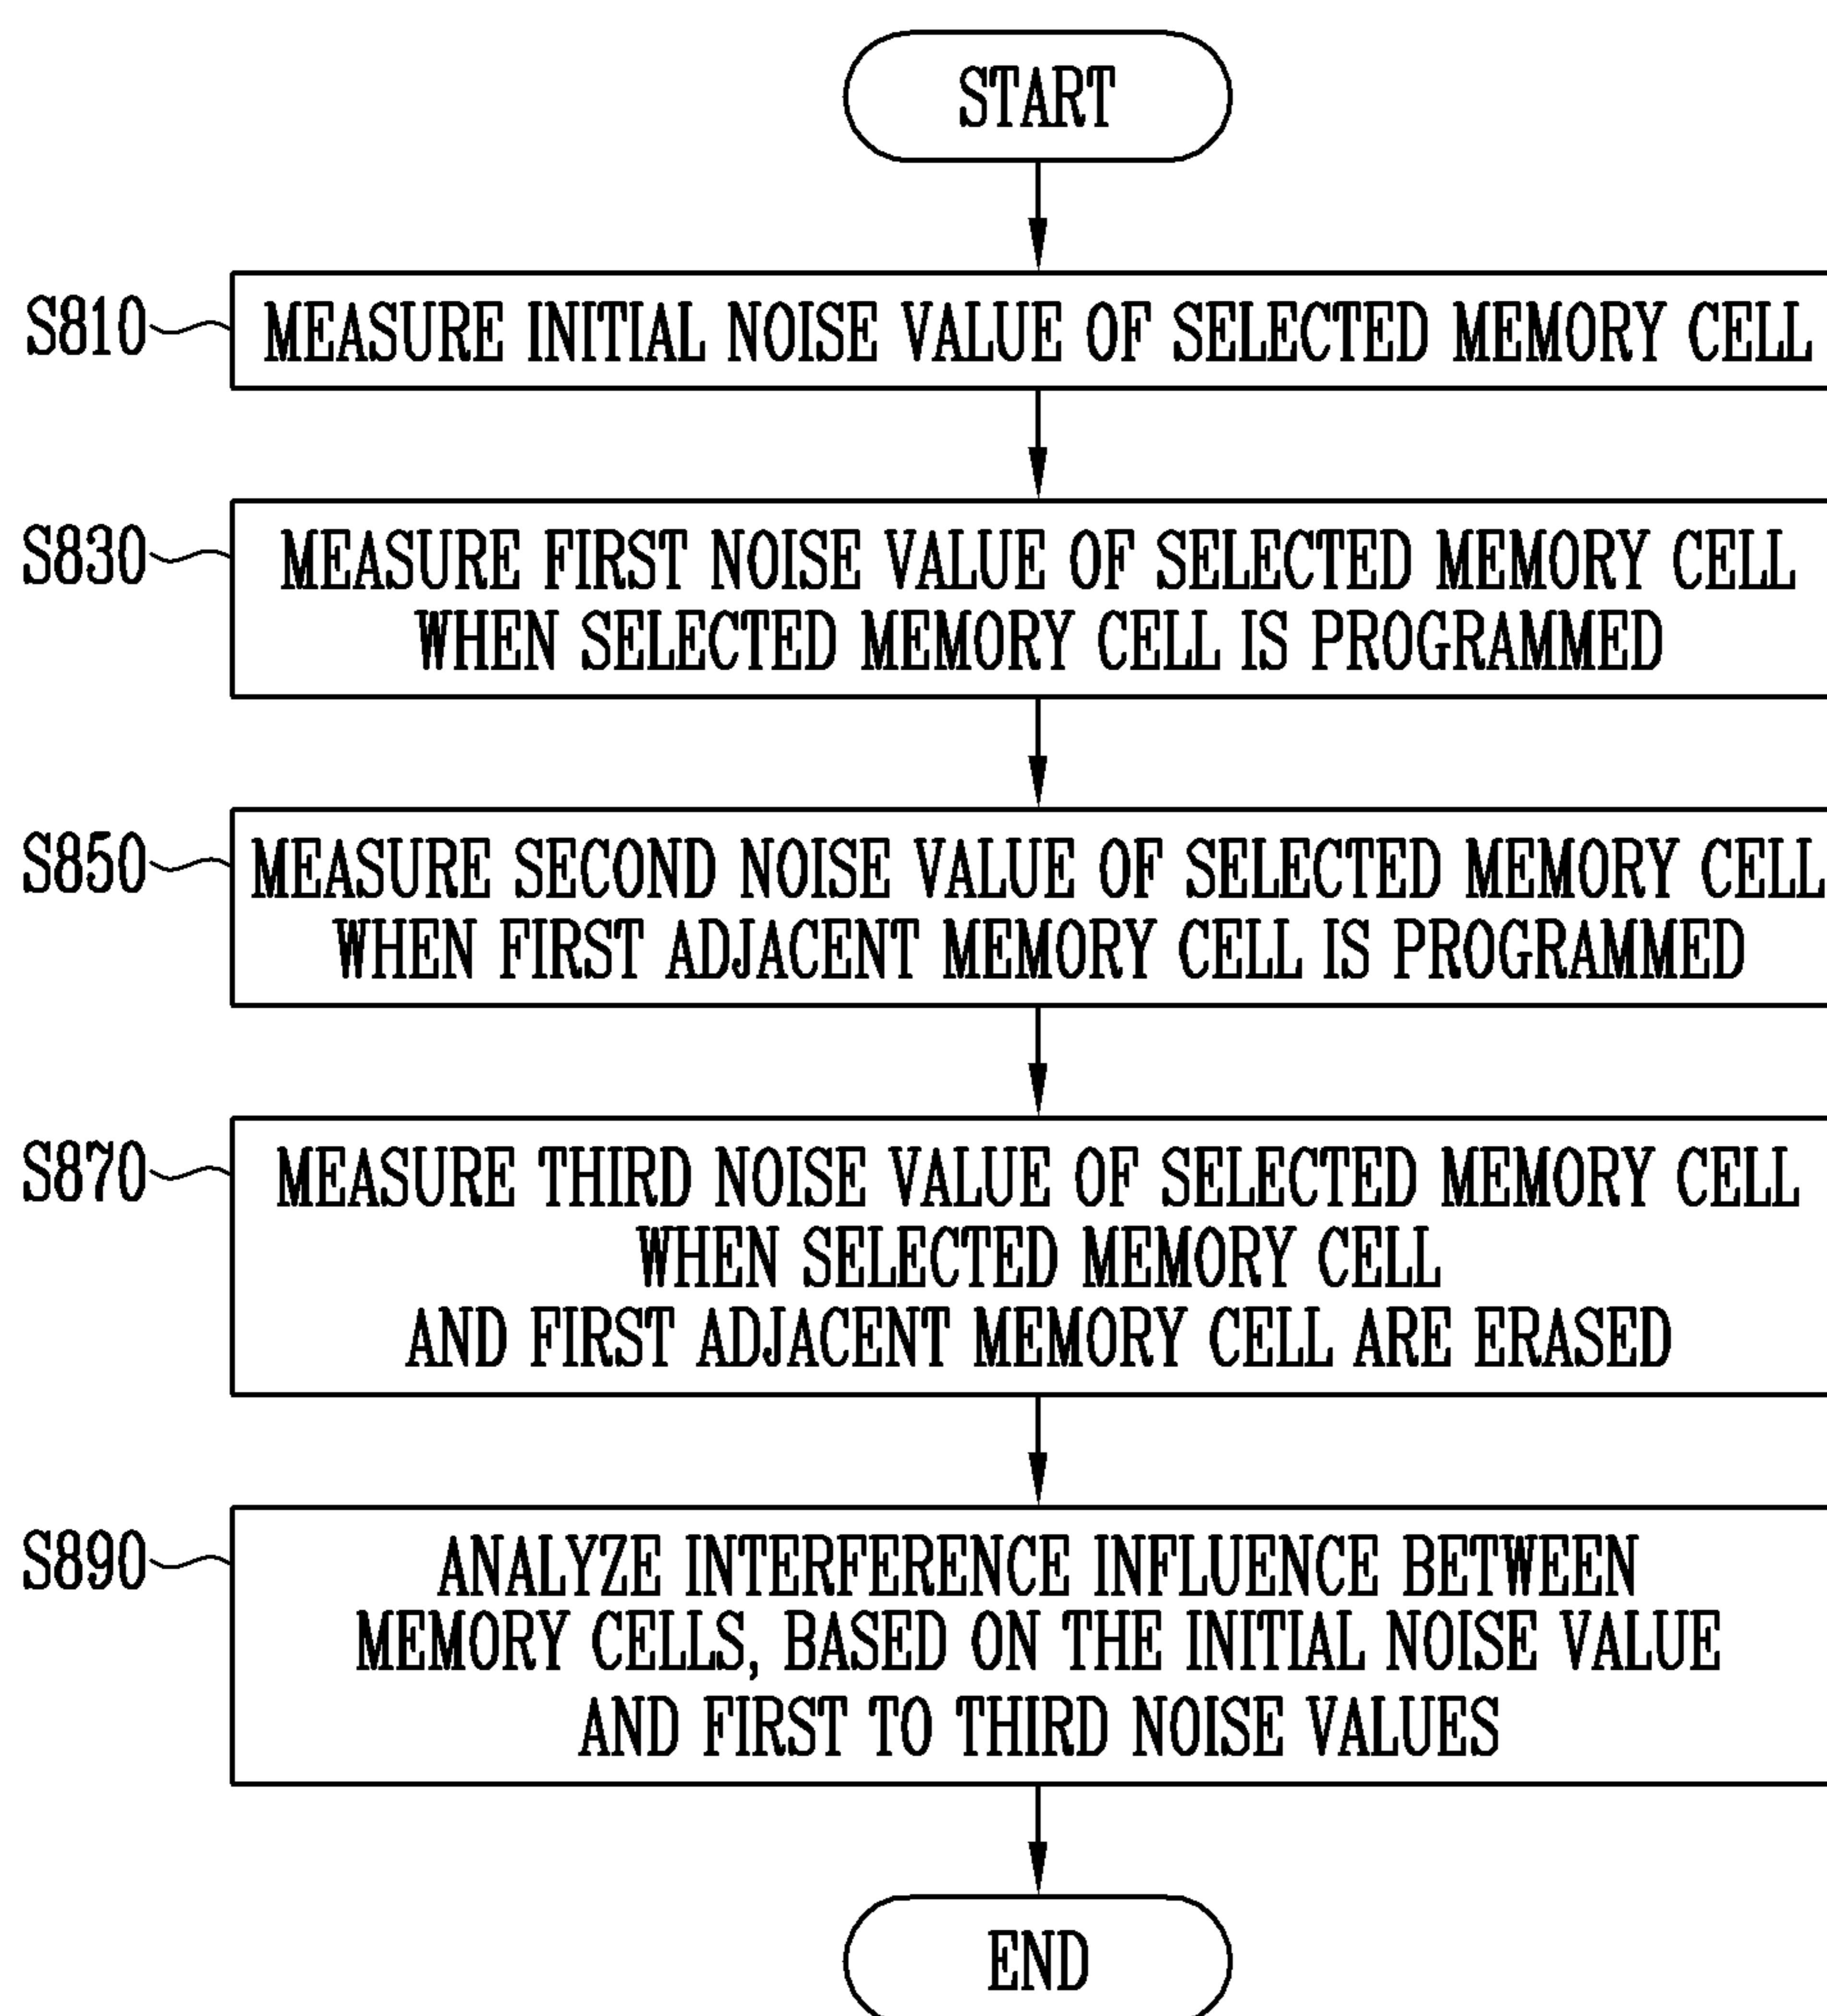 START
S810
MEASURE INITIAL NOISE VALUE OF SELECTED MEMORY CELL
S830
MEASURE FIRST NOISE VALUE OF SELECTED MEMORY CELL
WHEN SELECTED MEMORY CELL IS PROGRAMMED
S850
MEASURE SECOND NOISE VALUE OF SELECTED MEMORY CELL
WHEN FIRST ADJACENT MEMORY CELL IS PROGRAMMED
S870
MEASURE THIRD NOISE VALUE OF SELECTED MEMORY CELL
WHEN SELECTED MEMORY CELL
AND FIRST ADJACENT MEMORY CELL ARE ERASED
S890
ANALYZE INTERFERENCE INFLUENCE BETWEEN
MEMORY CELLS, BASED ON THE INITIAL NOISE VALUE
AND FIRST TO THIRD NOISE VALUES
END